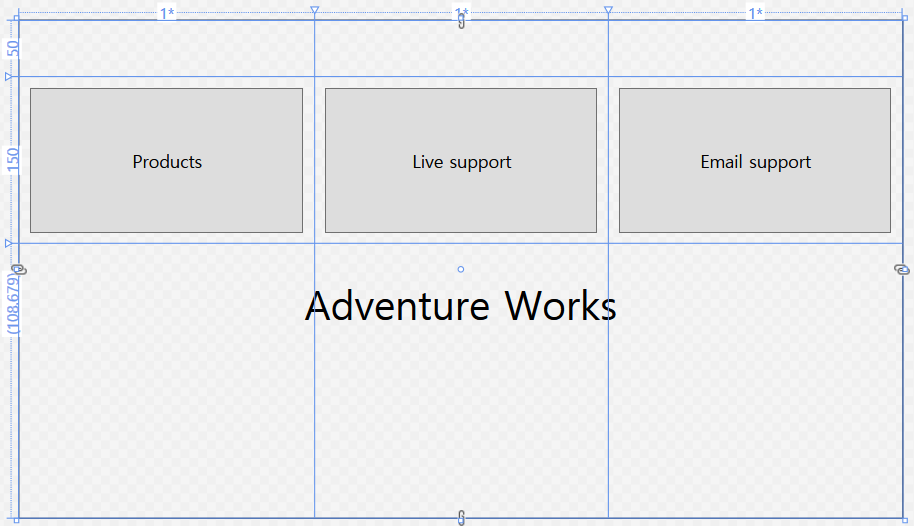 1* 1* 1*
50
150
Products Live support Email support
(108.679)
Adventure Works